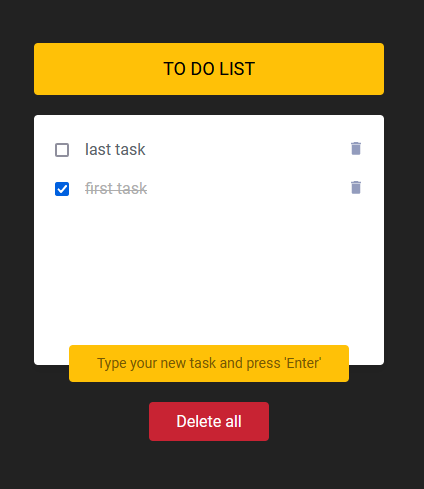 TO DO LIST
last task
first task
Type your new task and press 'Enter'
Delete all